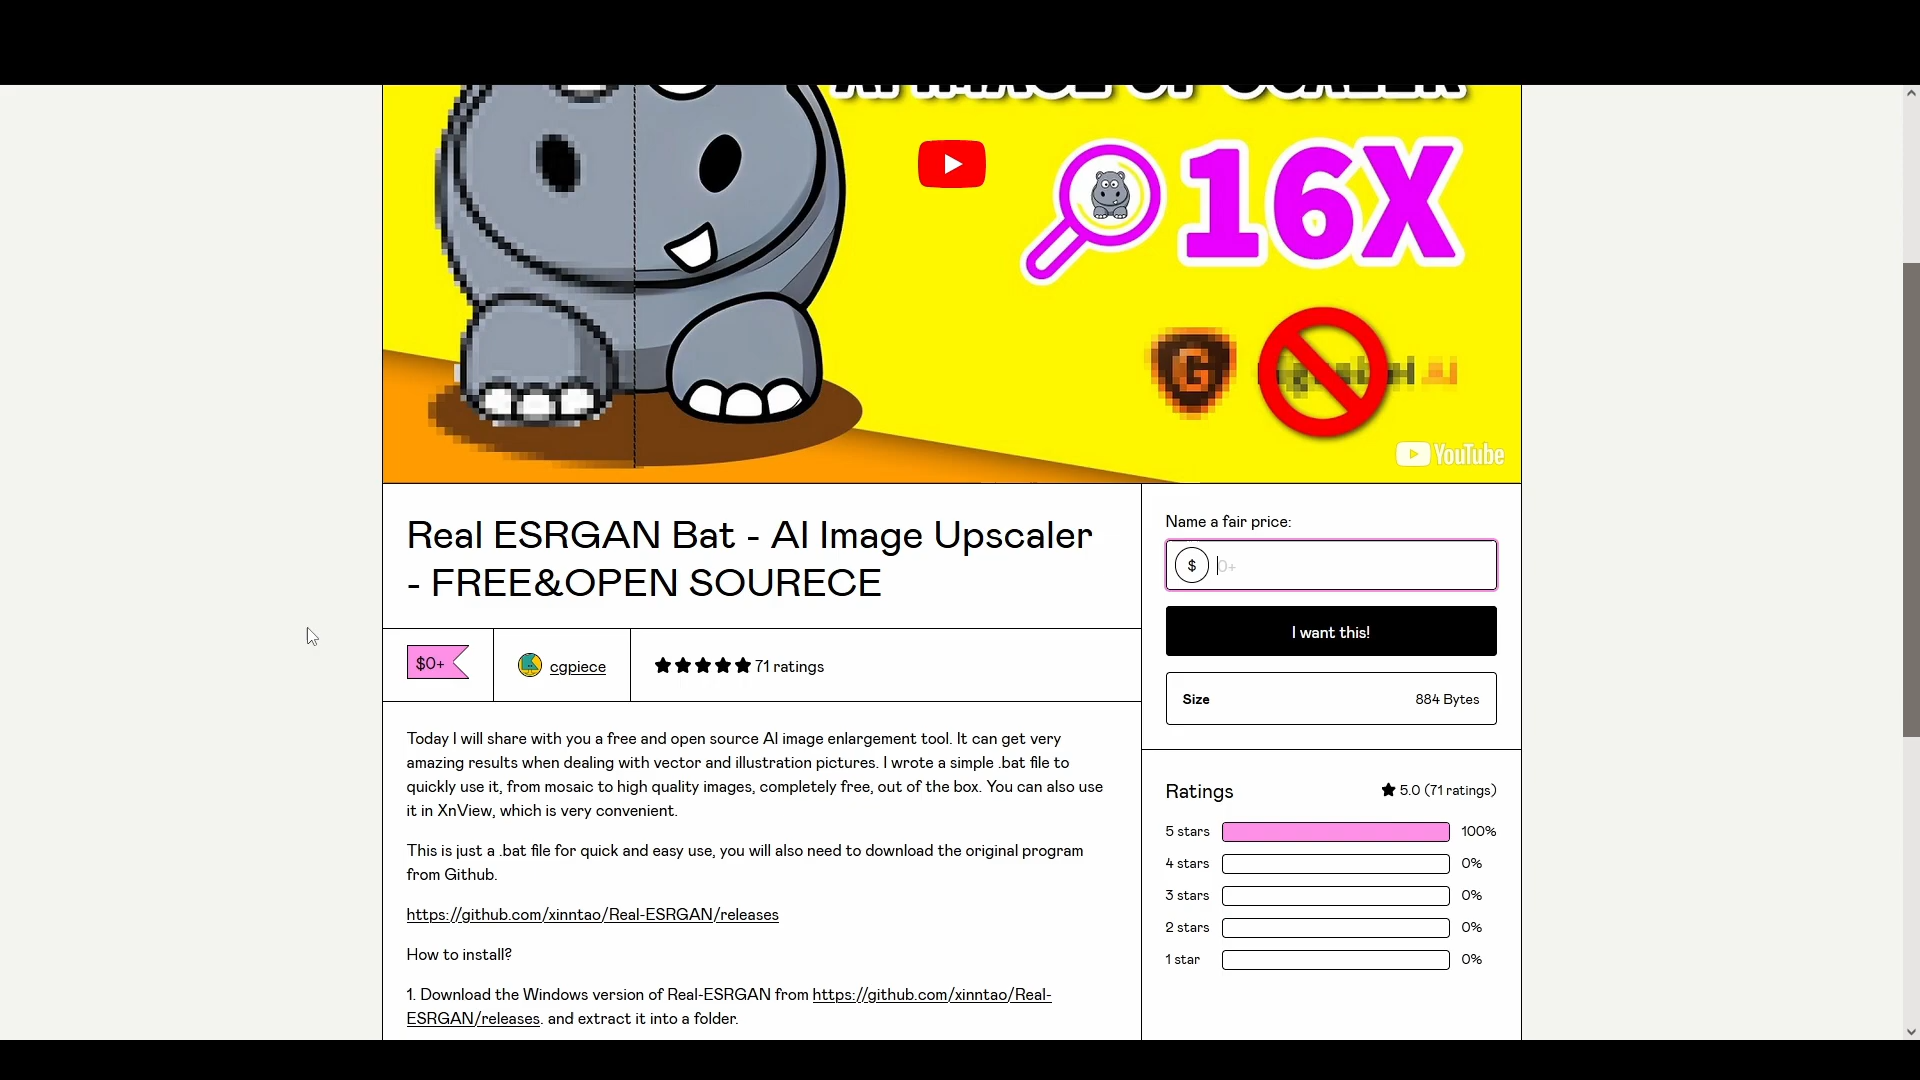 16X
G
YouTube
Real ESRGAN Bat - AI Image Upscaler
- FREE&OPEN SOURECE
$0+
cgpiece
71 ratings
Today I will share with you a free and open source AI image enlargement tool. It can get very
amazing results when dealing with vector and illustration pictures. I wrote a simple .bat file to
quickly use it, from mosaic to high quality images, completely free, out of the box. You can also use
it in XnView, which is very convenient.
This is just a .bat file for quick and easy use, you will also need to download the original program
from Github.
https://github.com/xinntao/Real-ESRGAN/releases
How to install?
1. Download the Windows version of Real-ESRGAN from https://github.com/xinntao/Real-
ESRGAN/releases. and extract it into a folder.
Name a fair price:
$ 0+
I want this!
Size 884 Bytes
Ratings 5.0 (71 ratings)
5 stars 100%
4 stars 0%
3 stars 0%
2 stars 0%
1 star 0%